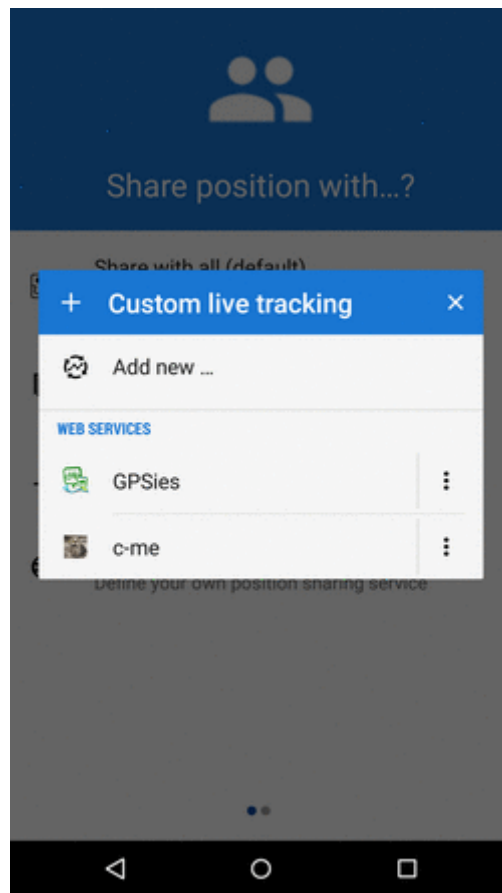 Share position with...?
Share with all (default)
+ Custom live tracking ×
Add new ...
WEB SERVICES
GPSies
c-me
Define your own position sharing service